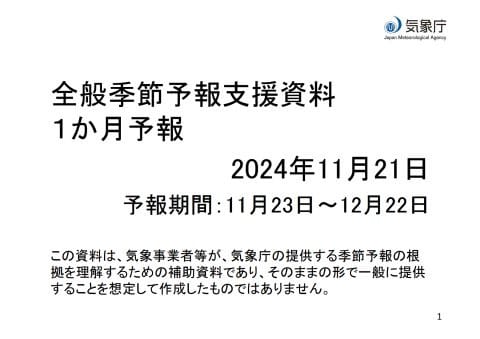 気象庁
Japan Meteorological Agency
全般季節予報支援資料
１か月予報
2024年11月21日
予報期間：11月23日～12月22日
この資料は、気象事業者等が、気象庁の提供する季節予報の根
拠を理解するための補助資料であり、そのままの形で一般に提供
することを想定して作成したものではありません。
1